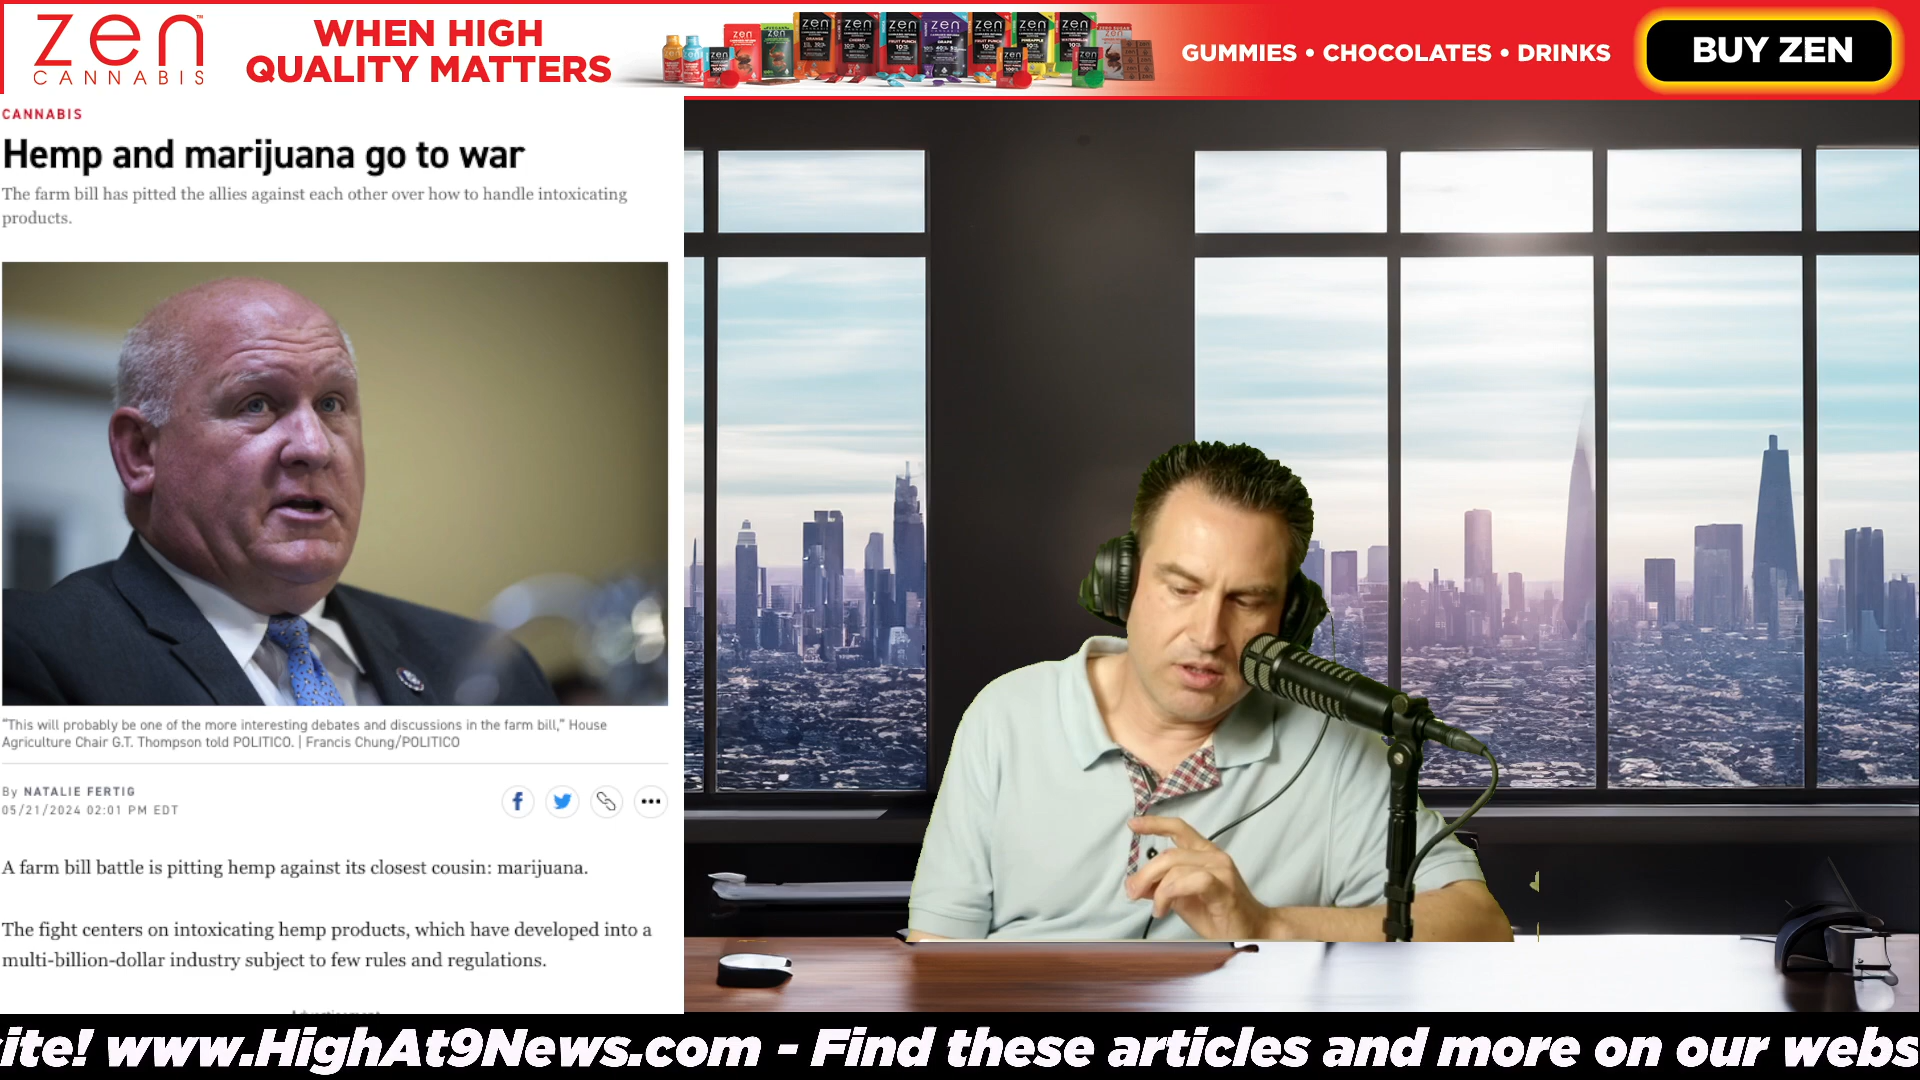 zen
CANNABIS
WHEN HIGH
QUALITY MATTERS
GUMMIES • CHOCOLATES • DRINKS
BUY ZEN
CANNABIS
Hemp and marijuana go to war
The farm bill has pitted the allies against each other over how to handle intoxicating
products.
“This will probably be one of the more interesting debates and discussions in the farm bill,” House
Agriculture Chair G.T. Thompson told POLITICO. | Francis Chung/POLITICO
By NATALIE FERTIG
05/21/2024 02:01 PM EDT
A farm bill battle is pitting hemp against its closest cousin: marijuana.
The fight centers on intoxicating hemp products, which have developed into a
multi-billion-dollar industry subject to few rules and regulations.
ite! www.HighAt9News.com - Find these articles and more on our webs